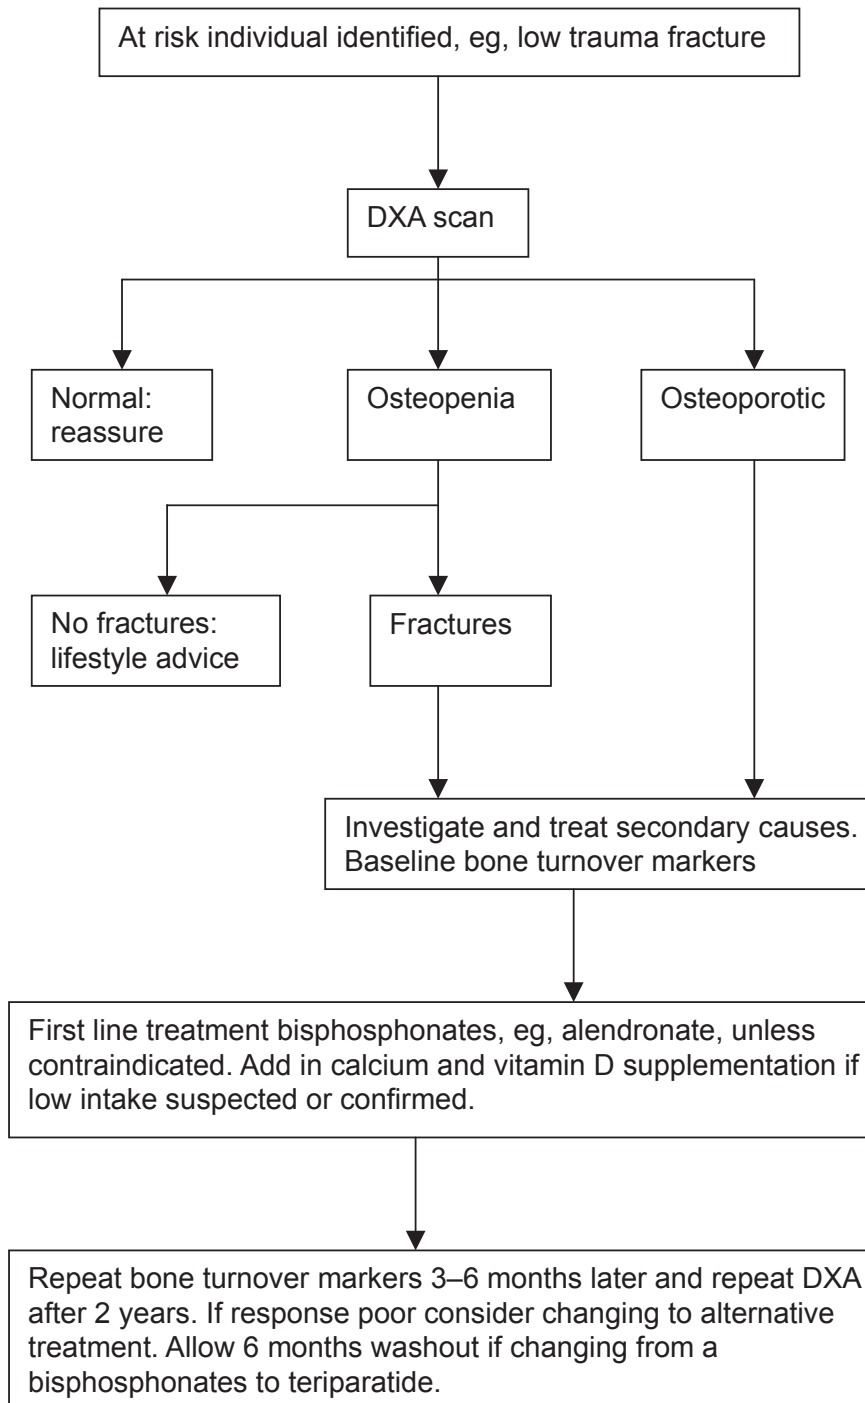 At risk individual identified, eg, low trauma fracture
DXA scan
Normal:
reassure
Osteopenia
Osteoporotic
No fractures:
lifestyle advice
Fractures
Investigate and treat secondary causes.
Baseline bone turnover markers
First line treatment bisphosphonates, eg, alendronate, unless
contraindicated. Add in calcium and vitamin D supplementation if
low intake suspected or confirmed.
Repeat bone turnover markers 3–6 months later and repeat DXA
after 2 years. If response poor consider changing to alternative
treatment. Allow 6 months washout if changing from a
bisphosphonates to teriparatide.